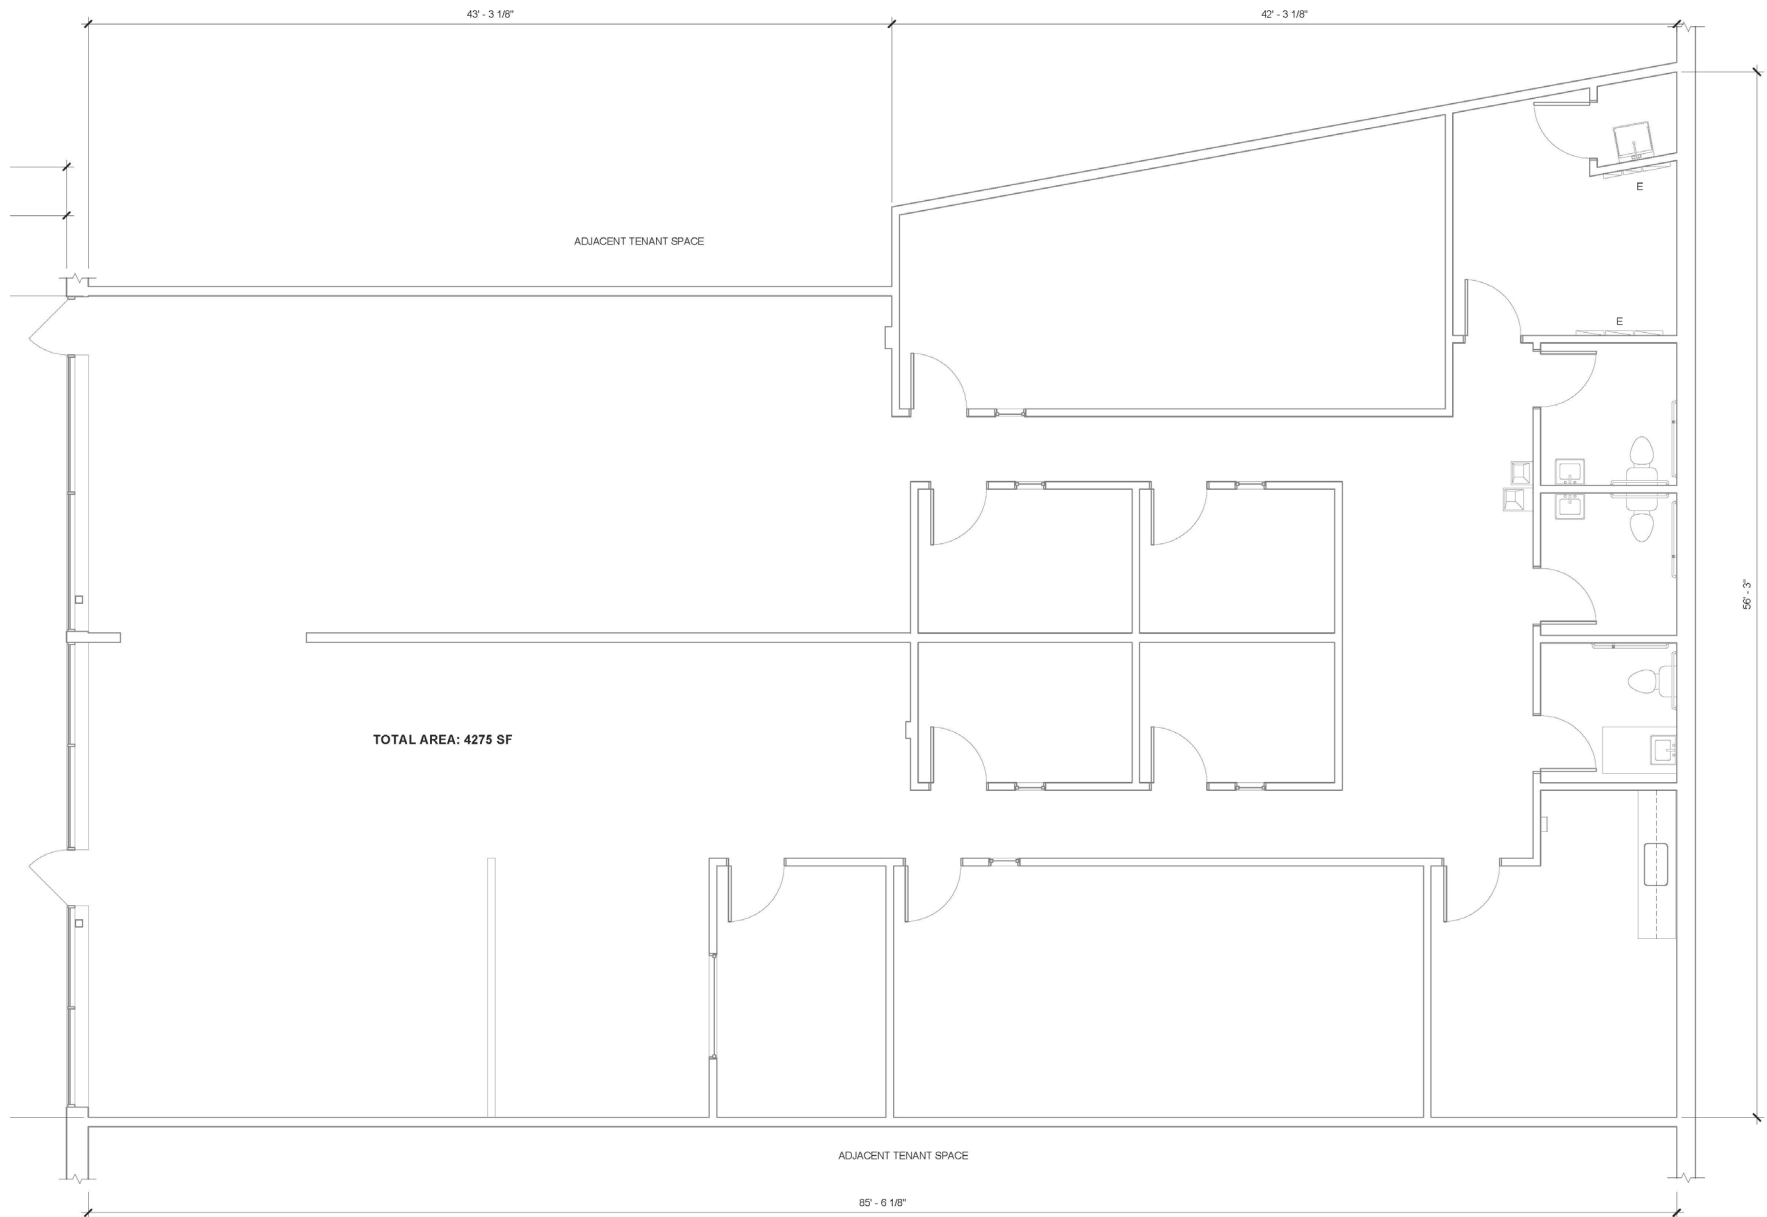 43' - 3 1/8"
42' - 3 1/8"
E
ADJACENT TENANT SPACE
E
56' - 3"
TOTAL AREA: 4275 SF
ADJACENT TENANT SPACE
85' - 6 1/8"